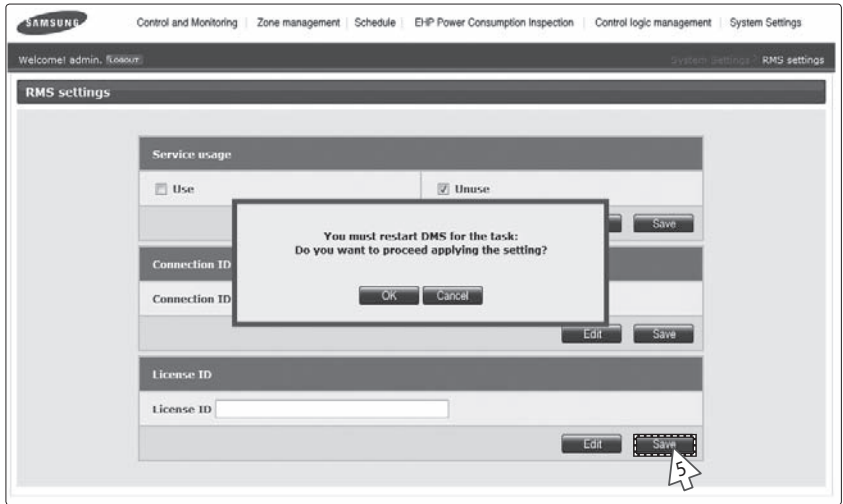 SAMSUNG
Control and Monitoring | Zone management | Schedule | EHP Power Consumption Inspection | Control logic management | System Settings
Welcome! admin. LOGOUT
System Settings > RMS settings
RMS settings
Service usage
Use
Unuse
Save
You must restart DMS for the task:
Do you want to proceed applying the setting?
OK Cancel
Connection ID
Connection ID
Edit Save
License ID
License ID
Edit Save
5